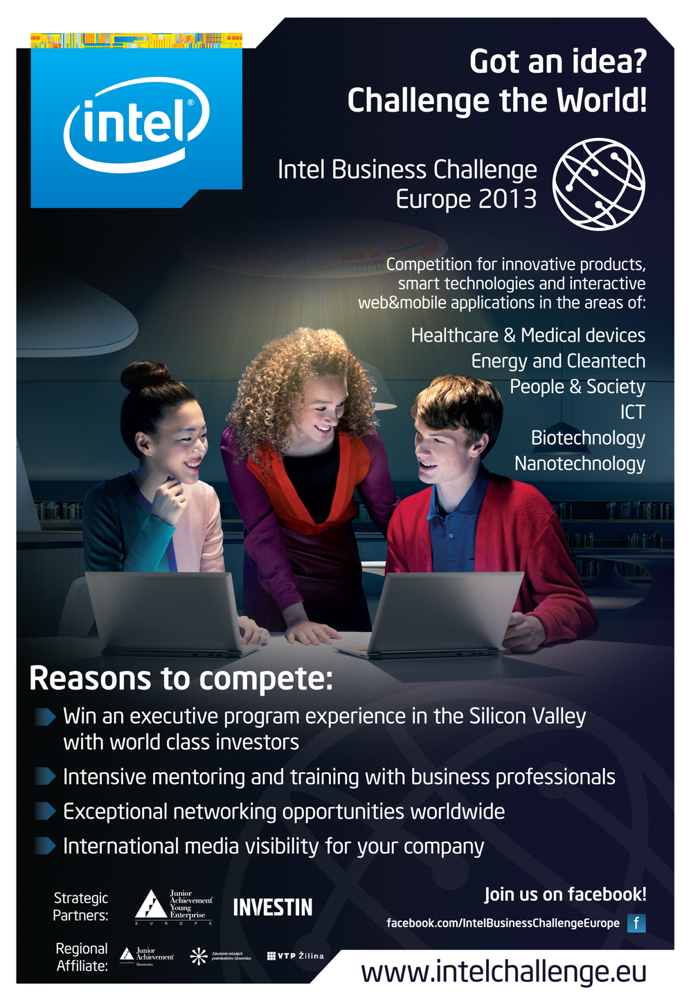 intel®
Got an idea?
Challenge the World!
Intel Business Challenge
Europe 2013
Competition for innovative products,
smart technologies and interactive
web&mobile applications in the areas of:
Healthcare & Medical devices
Energy and Cleantech
People & Society
ICT
Biotechnology
Nanotechnology
Reasons to compete:
Win an executive program experience in the Silicon Valley
with world class investors
Intensive mentoring and training with business professionals
Exceptional networking opportunities worldwide
International media visibility for your company
Strategic
Partners:
Junior
Achievement
Young
Enterprise
EUROPE
INVESTIN
Join us on facebook!
facebook.com/IntelBusinessChallengeEurope
f
Regional
Affiliate:
Junior
Achievement
Slovensko
Združenie mladých
podnikateľov Slovenska
VTP Žilina
www.intelchallenge.eu